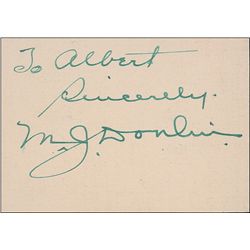 To Albert
Sincerely.
M.J. Donlin.